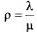 ρ = λ/μ